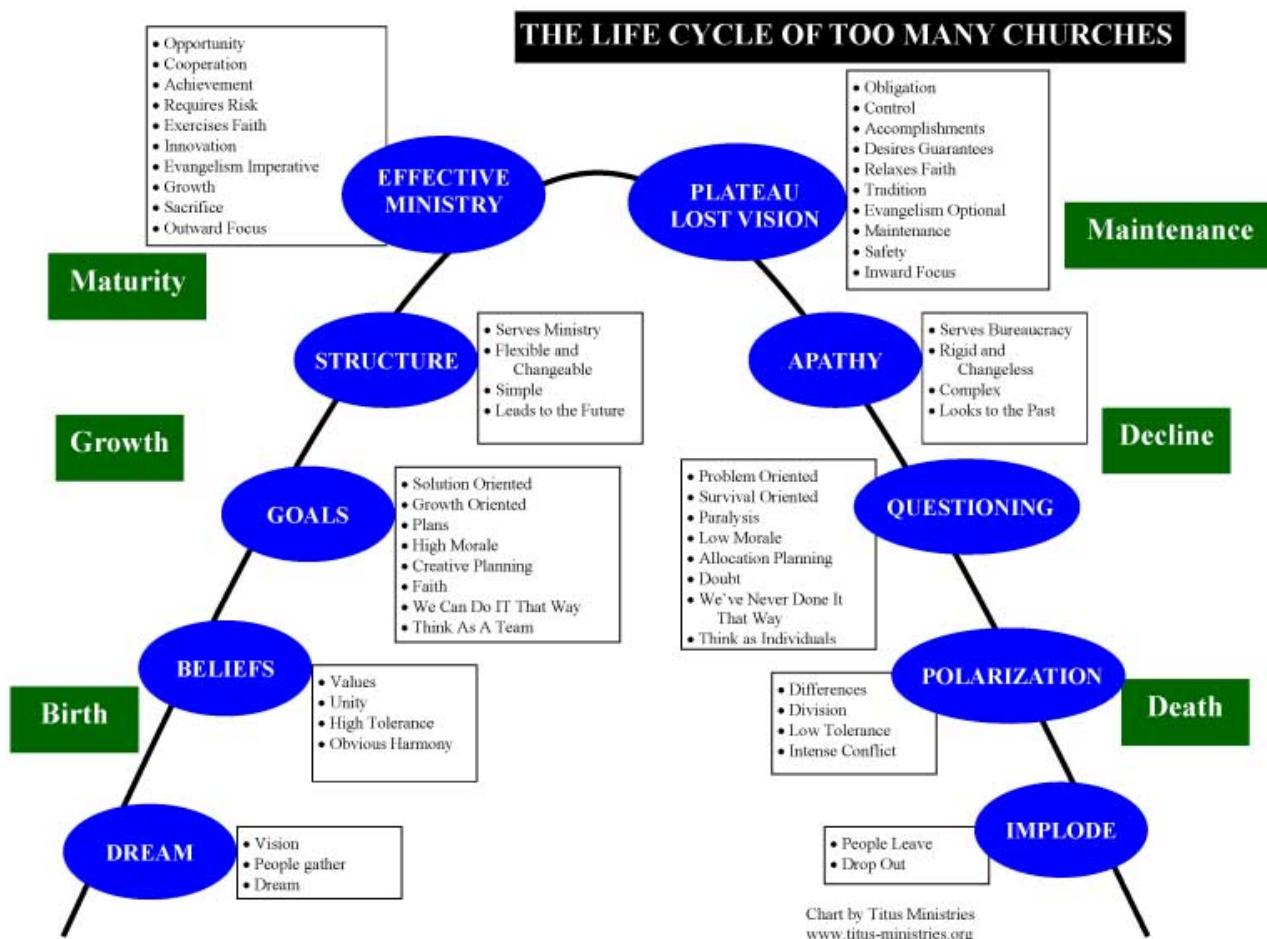 THE LIFE CYCLE OF TOO MANY CHURCHES
• Opportunity
• Cooperation
• Achievement
• Requires Risk
• Exercises Faith
• Innovation
• Evangelism Imperative
• Growth
• Sacrifice
• Outward Focus
EFFECTIVE
MINISTRY
PLATEAU
LOST VISION
• Obligation
• Control
• Accomplishments
• Desires Guarantees
• Relaxes Faith
• Tradition
• Evangelism Optional
• Maintenance
• Safety
• Inward Focus
Maintenance
Maturity
STRUCTURE
• Serves Ministry
• Flexible and
Changeable
• Simple
• Leads to the Future
APATHY
• Serves Bureaucracy
• Rigid and
Changeless
• Complex
• Looks to the Past
Growth
Decline
GOALS
• Solution Oriented
• Growth Oriented
• Plans
• High Morale
• Creative Planning
• Faith
• We Can Do IT That Way
• Think As A Team
• Problem Oriented
• Survival Oriented
• Paralysis
• Low Morale
• Allocation Planning
• Doubt
• We've Never Done It
That Way
• Think as Individuals
QUESTIONING
BELIEFS
• Values
• Unity
• High Tolerance
• Obvious Harmony
• Differences
• Division
• Low Tolerance
• Intense Conflict
POLARIZATION
Birth
Death
DREAM
• Vision
• People gather
• Dream
• People Leave
• Drop Out
IMPLODE
Chart by Titus Ministries
www.titus-ministries.org